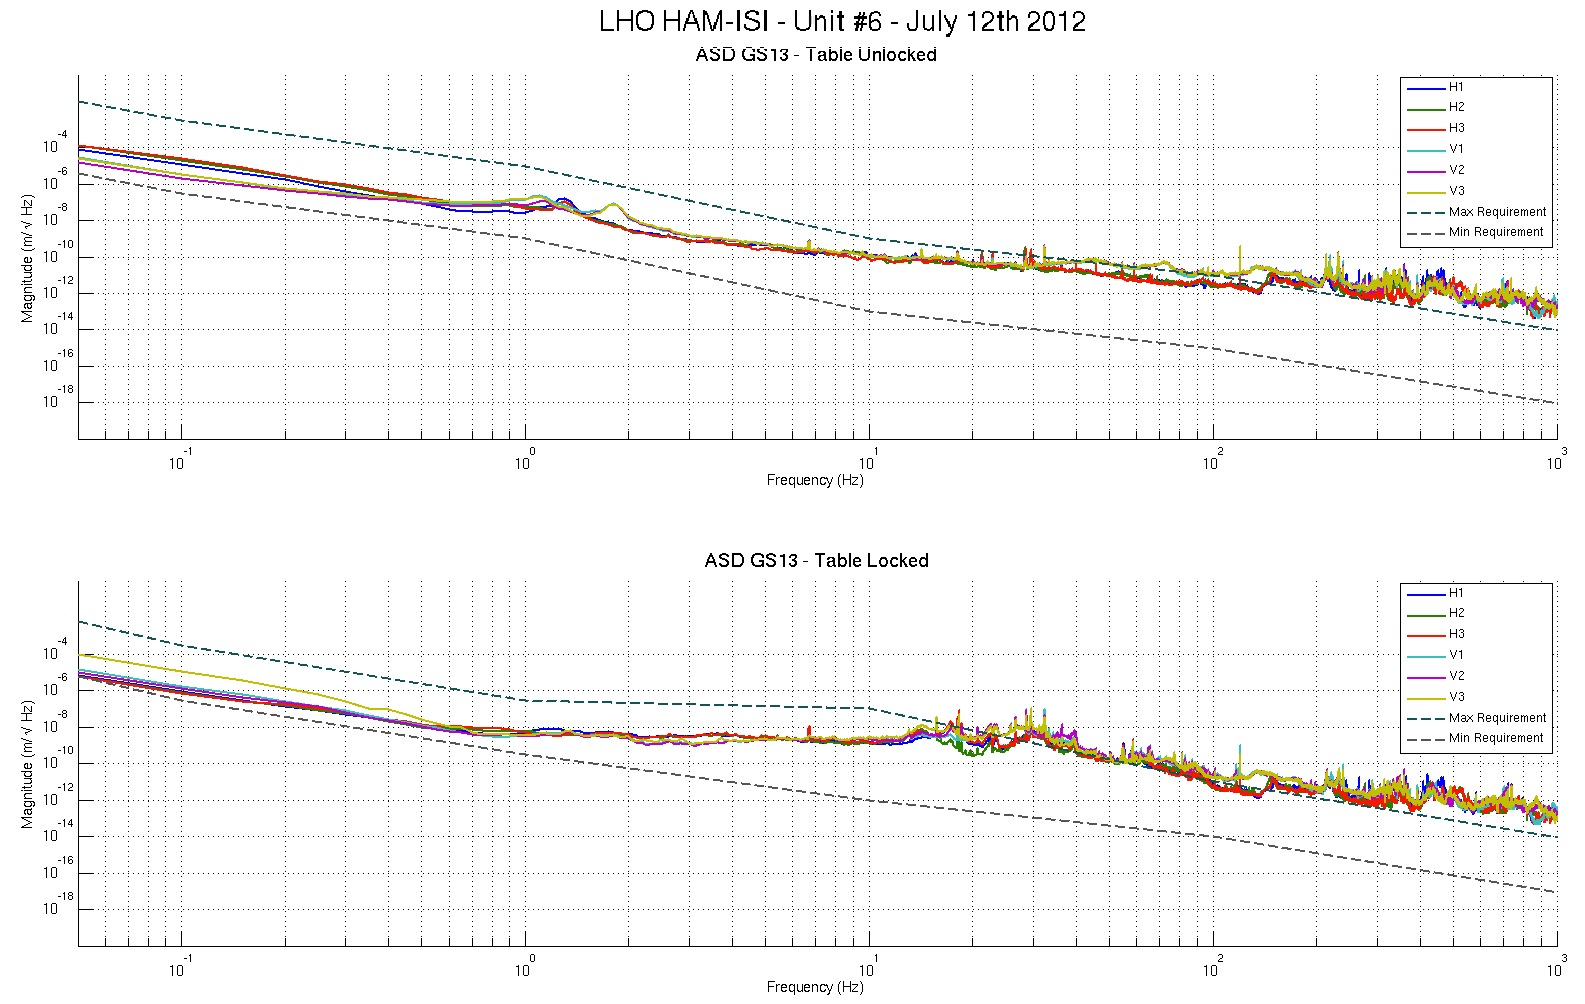 LHO HAM-ISI - Unit #6 - July 12th 2012
ASD GS13 - Table Unlocked
Magnitude (m/√ Hz)
10^-4
10^-6
10^-8
10^-10
10^-12
10^-14
10^-16
10^-18
H1
H2
H3
V1
V2
V3
Max Requirement
Min Requirement
10^-1 10^0 10^1 10^2 10^3
Frequency (Hz)
ASD GS13 - Table Locked
Magnitude (m/√ Hz)
10^-4
10^-6
10^-8
10^-10
10^-12
10^-14
10^-16
10^-18
H1
H2
H3
V1
V2
V3
Max Requirement
Min Requirement
10^-1 10^0 10^1 10^2 10^3
Frequency (Hz)